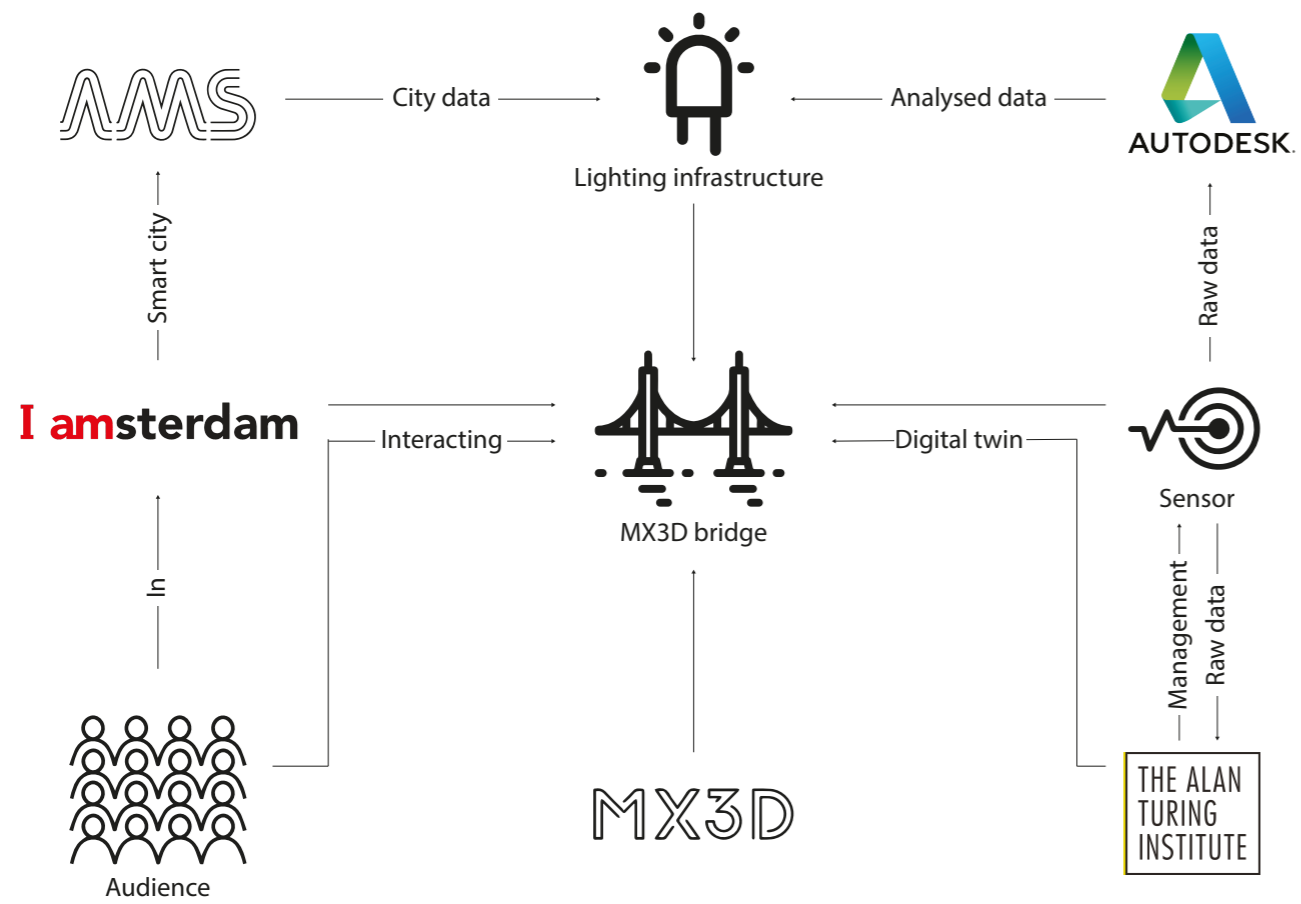 AMS
City data
Analysed data
AUTODESK.
Lighting infrastructure
Smart city
Raw data
I amsterdam
Interacting
Digital twin
Sensor
MX3D bridge
In
Management
Raw data
MX3D
THE ALAN
TURING
INSTITUTE
Audience